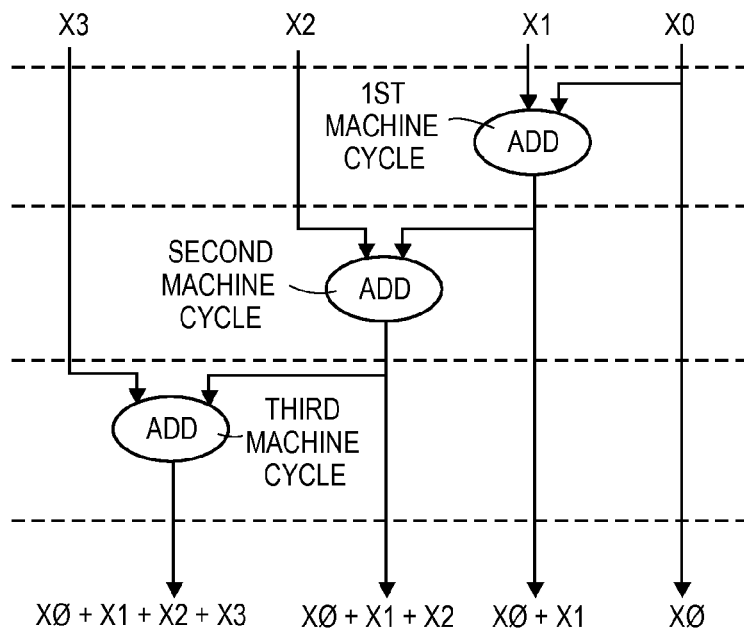 X3 X2 X1 X0
1ST
MACHINE
CYCLE
ADD
SECOND
MACHINE
CYCLE
ADD
ADD
THIRD
MACHINE
CYCLE
XØ + X1 + X2 + X3 XØ + X1 + X2 XØ + X1 XØ